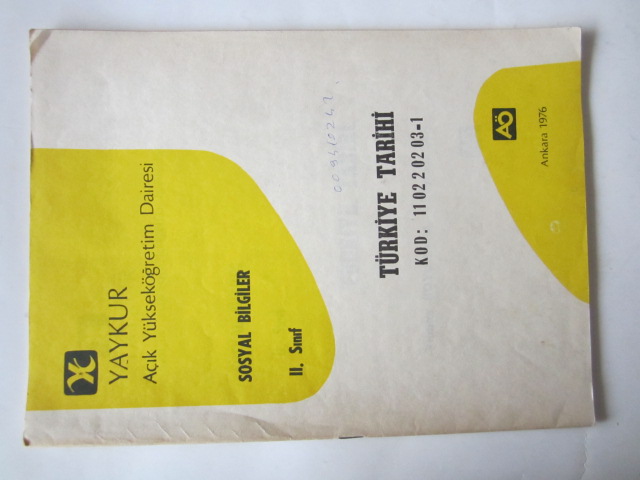 YAYKUR
Açık Yükseköğretim Dairesi
SOSYAL BİLGİLER
II. Sınıf
TÜRKİYE TARİHİ
KOD: 11 02 2 02 03-1
AÖ
Ankara 1976